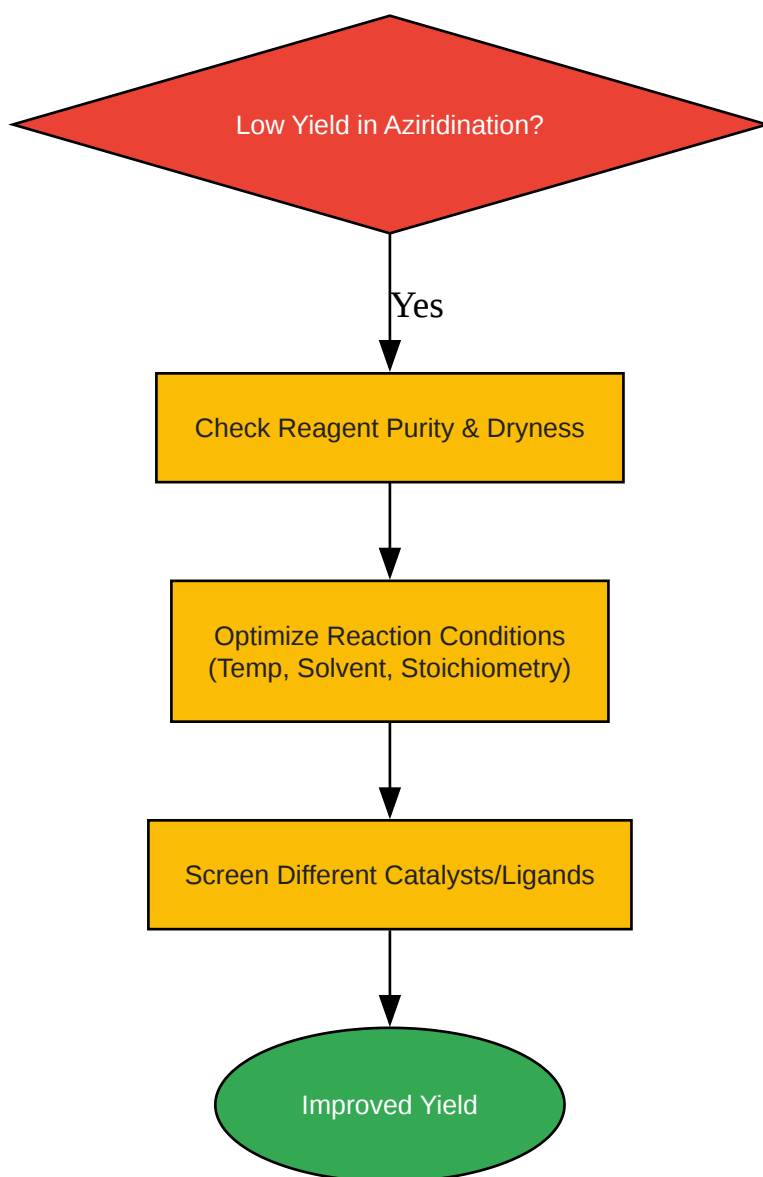 Low Yield in Aziridination?
Yes
Check Reagent Purity & Dryness
Optimize Reaction Conditions
(Temp, Solvent, Stoichiometry)
Screen Different Catalysts/Ligands
Improved Yield